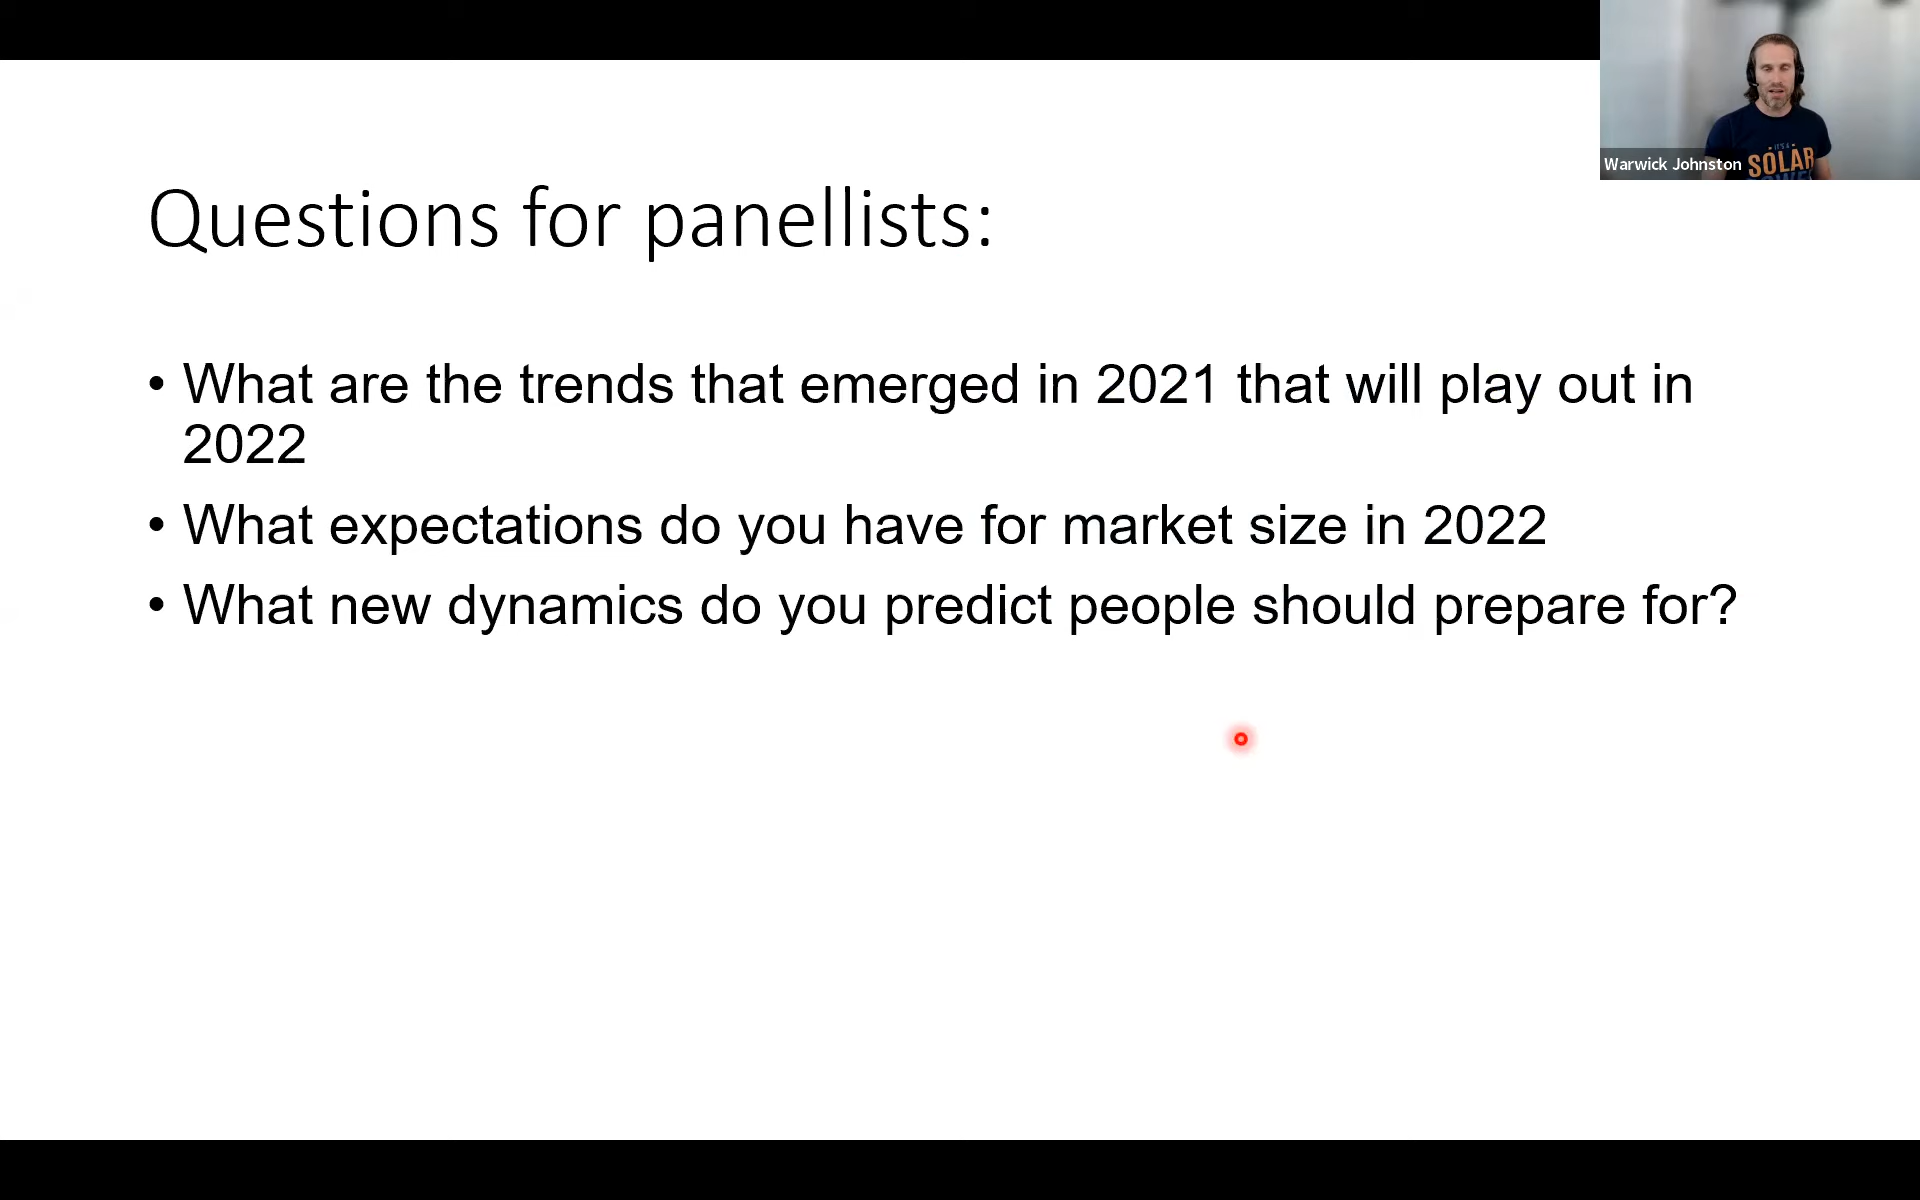 Questions for panellists:
• What are the trends that emerged in 2021 that will play out in
2022
• What expectations do you have for market size in 2022
• What new dynamics do you predict people should prepare for?
Warwick Johnston
IT'S A
SOLAR